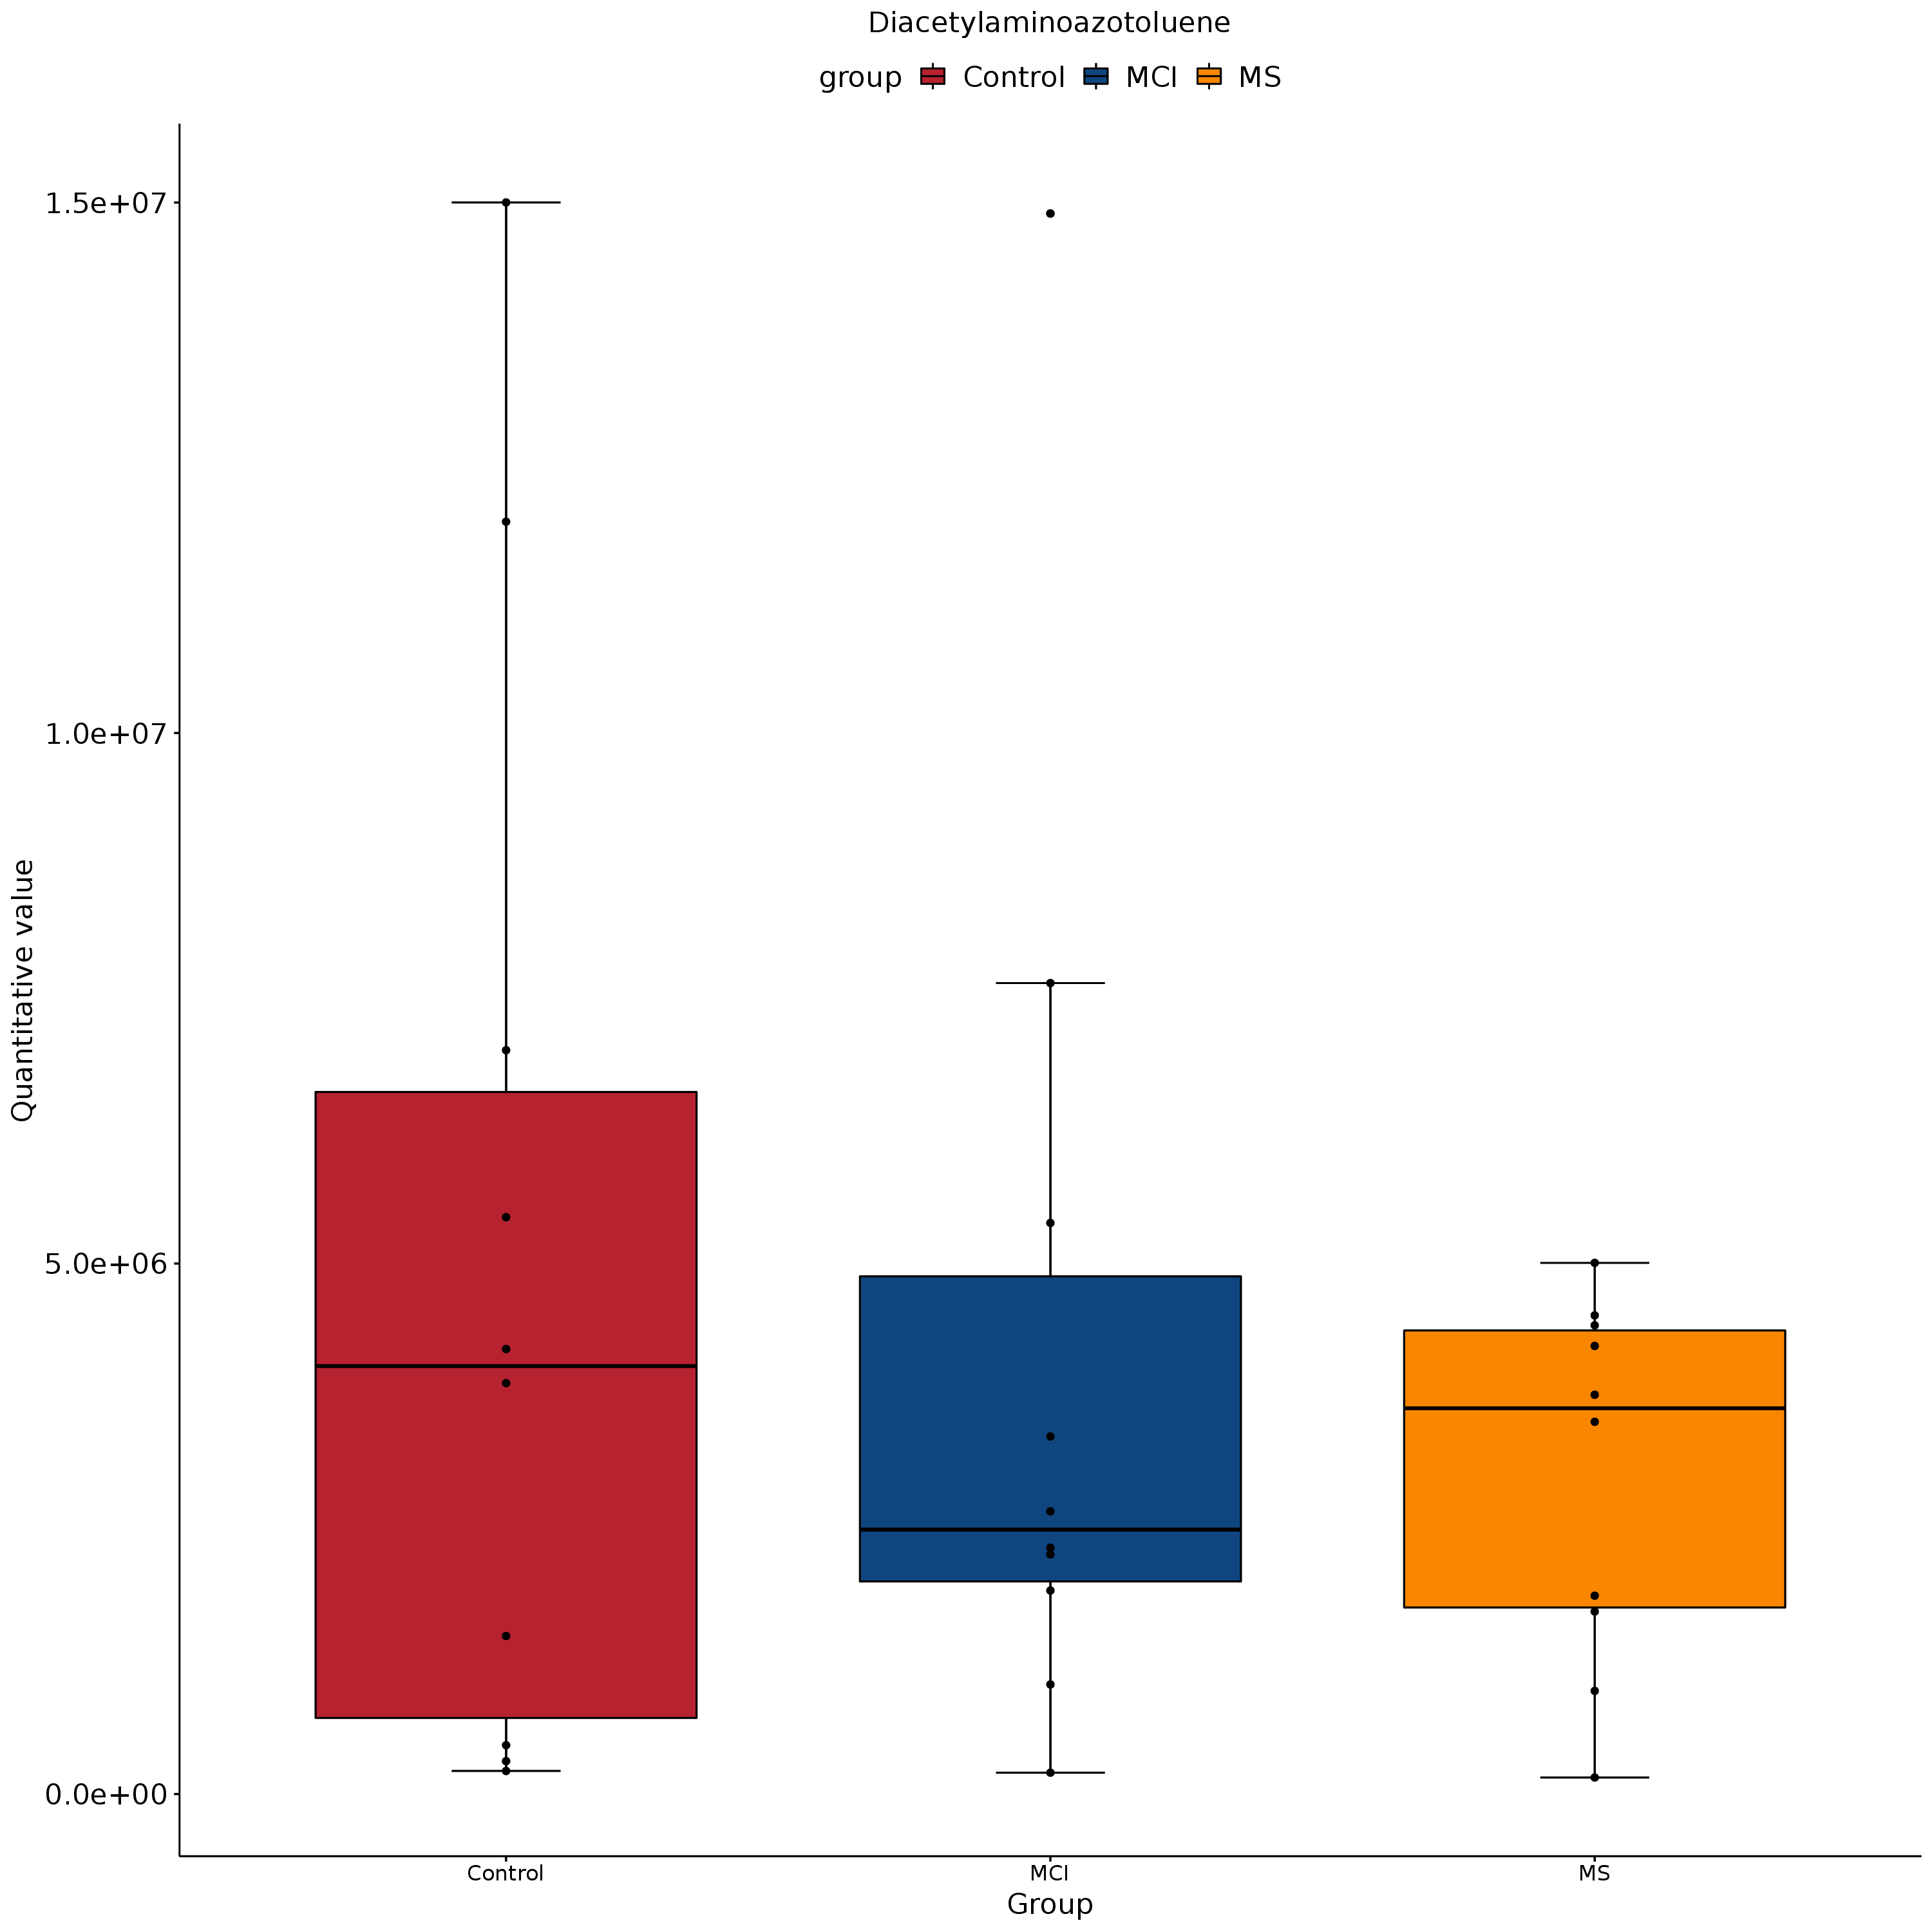 Diacetylaminoazotoluene
group Control MCI MS
1.5e+07
1.0e+07
5.0e+06
0.0e+00
Quantitative value
Control MCI MS
Group